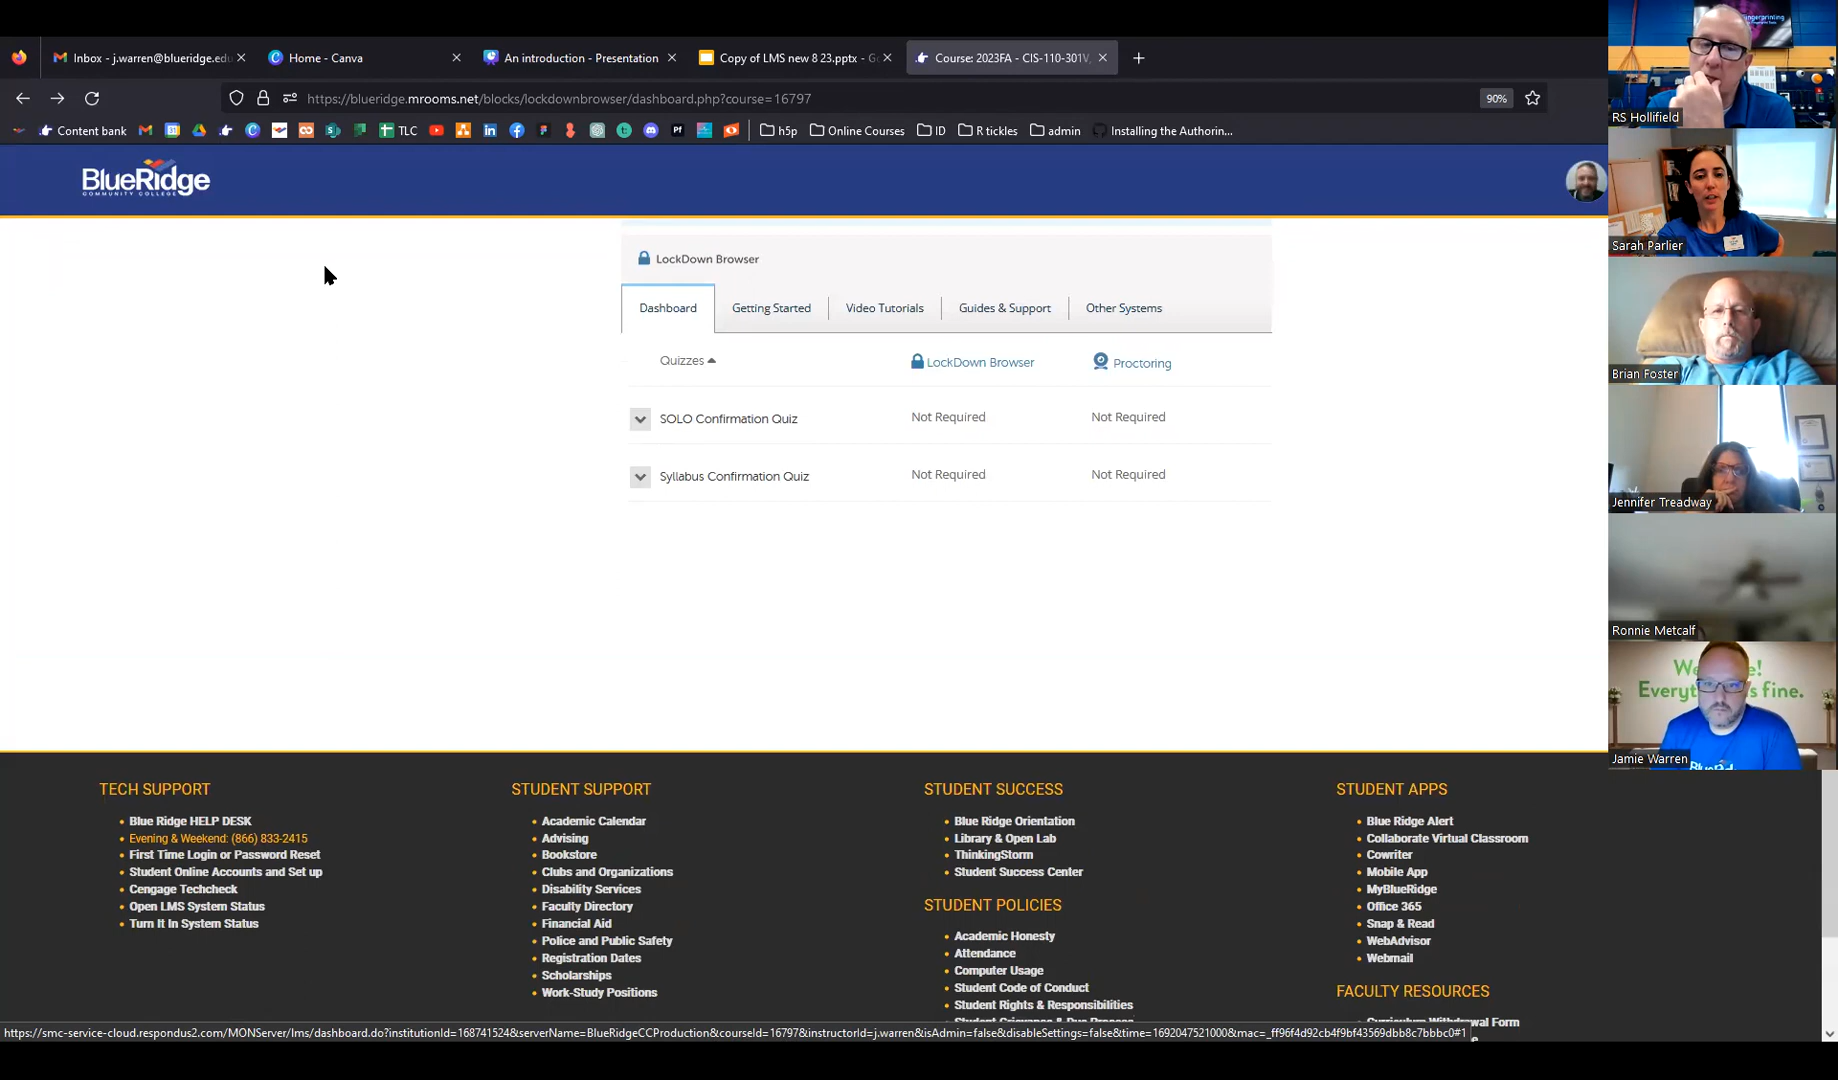 Inbox - j.warren@blueridge.edu
Home - Canva
An introduction - Presentation
Copy of LMS new 8 23.pptx - Go
Course: 2023FA - CIS-110-301V
https://blueridge.mrooms.net/blocks/lockdownbrowser/dashboard.php?course=16797
90%
Content bank
TLC
h5p
Online Courses
ID
R tickles
admin
Installing the Authorin...
BlueRidge
COMMUNITY COLLEGE
LockDown Browser
Dashboard
Getting Started
Video Tutorials
Guides & Support
Other Systems
Quizzes
LockDown Browser
Proctoring
SOLO Confirmation Quiz
Not Required
Not Required
Syllabus Confirmation Quiz
Not Required
Not Required
TECH SUPPORT
Blue Ridge HELP DESK
Evening & Weekend: (866) 833-2415
First Time Login or Password Reset
Student Online Accounts and Set up
Cengage Techcheck
Open LMS System Status
Turn It In System Status
STUDENT SUPPORT
Academic Calendar
Advising
Bookstore
Clubs and Organizations
Disability Services
Faculty Directory
Financial Aid
Police and Public Safety
Registration Dates
Scholarships
Work-Study Positions
STUDENT SUCCESS
Blue Ridge Orientation
Library & Open Lab
ThinkingStorm
Student Success Center
STUDENT POLICIES
Academic Honesty
Attendance
Computer Usage
Student Code of Conduct
Student Rights & Responsibilities
STUDENT APPS
Blue Ridge Alert
Collaborate Virtual Classroom
Cowriter
Mobile App
MyBlueRidge
Office 365
Snap & Read
WebAdvisor
Webmail
FACULTY RESOURCES
Curriculum Withdrawal Form
https://smc-service-cloud.respondus2.com/MONServer/lms/dashboard.do?institutionId=168741524&serverName=BlueRidgeCCProduction&courseId=16797&instructorId=j.warren&isAdmin=false&disableSettings=false&time=1692047521000&mac=_ff96f4d92cb4f9bf43569dbb8c7bbbc0#1
RS Hollifield
Sarah Parlier
Brian Foster
Jennifer Treadway
Ronnie Metcalf
Everyth s fine.
Jamie Warren